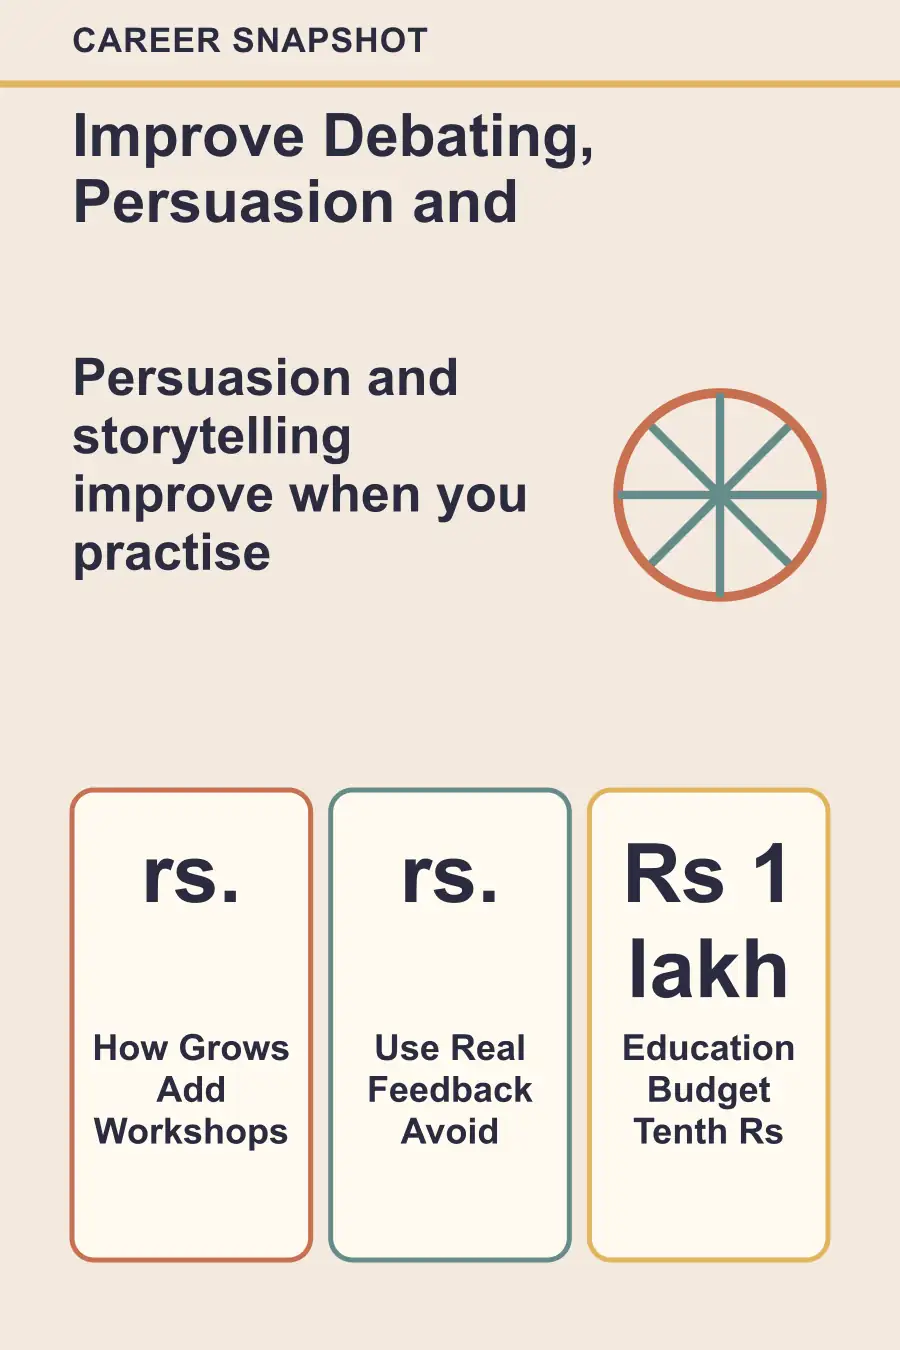 CAREER SNAPSHOT
Improve Debating,
Persuasion and
Persuasion and
storytelling
improve when you
practise
rs.
How Grows
Add
Workshops
rs.
Use Real
Feedback
Avoid
Rs 1
lakh
Education
Budget
Tenth Rs